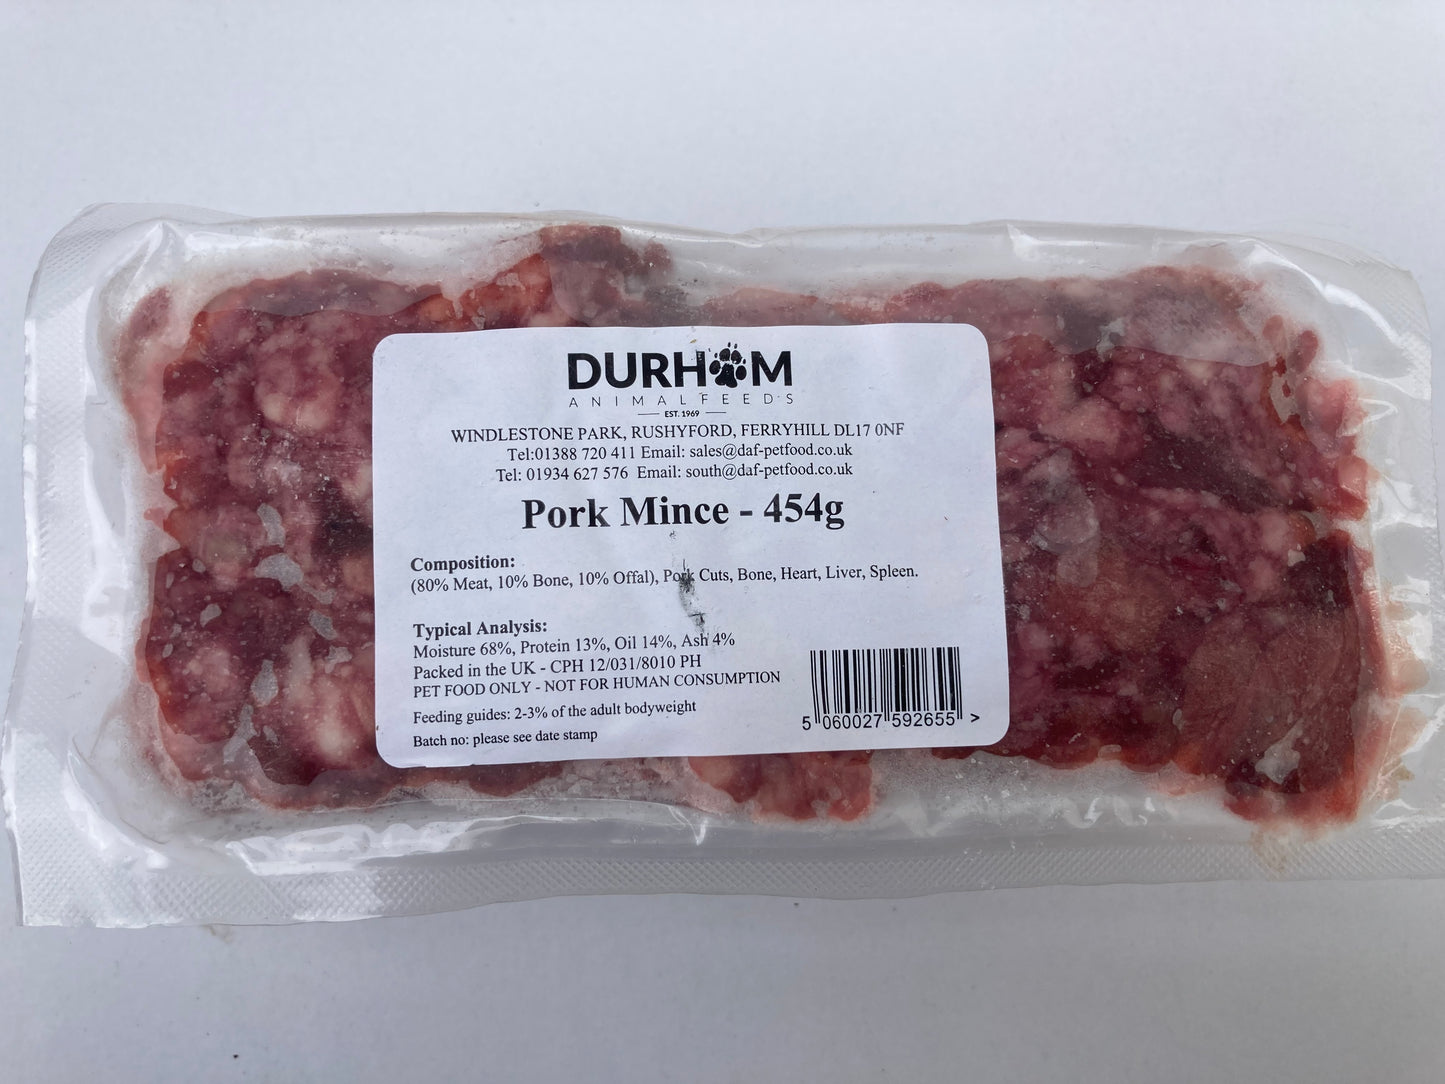 DURHAM
ANIMAL FEEDS
EST. 1969
WINDLESTONE PARK, RUSHYFORD, FERRYHILL DL17 0NF
Tel:01388 720 411 Email: sales@daf-petfood.co.uk
Tel: 01934 627 576 Email: south@daf-petfood.co.uk
Pork Mince - 454g
Composition:
(80% Meat, 10% Bone, 10% Offal), Pork Cuts, Bone, Heart, Liver, Spleen.
Typical Analysis:
Moisture 68%, Protein 13%, Oil 14%, Ash 4%
Packed in the UK - CPH 12/031/8010 PH
PET FOOD ONLY - NOT FOR HUMAN CONSUMPTION
Feeding guides: 2-3% of the adult bodyweight
Batch no: please see date stamp
5 060027 592655 >